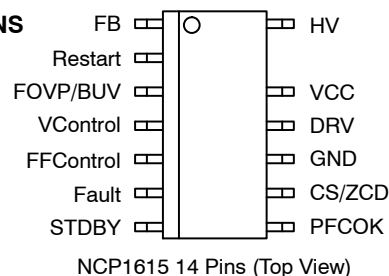 NS
FB
HV
Restart
FOVP/BUV
VCC
VControl
DRV
FFControl
GND
Fault
CS/ZCD
STDBY
PFCOK
NCP1615 14 Pins (Top View)